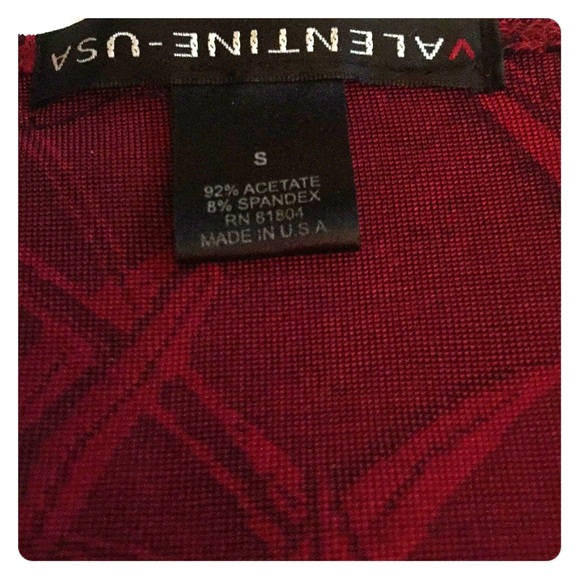 VALENTINE-USA
S
92% ACETATE
8% SPANDEX
RN 81804
MADE IN U.S.A